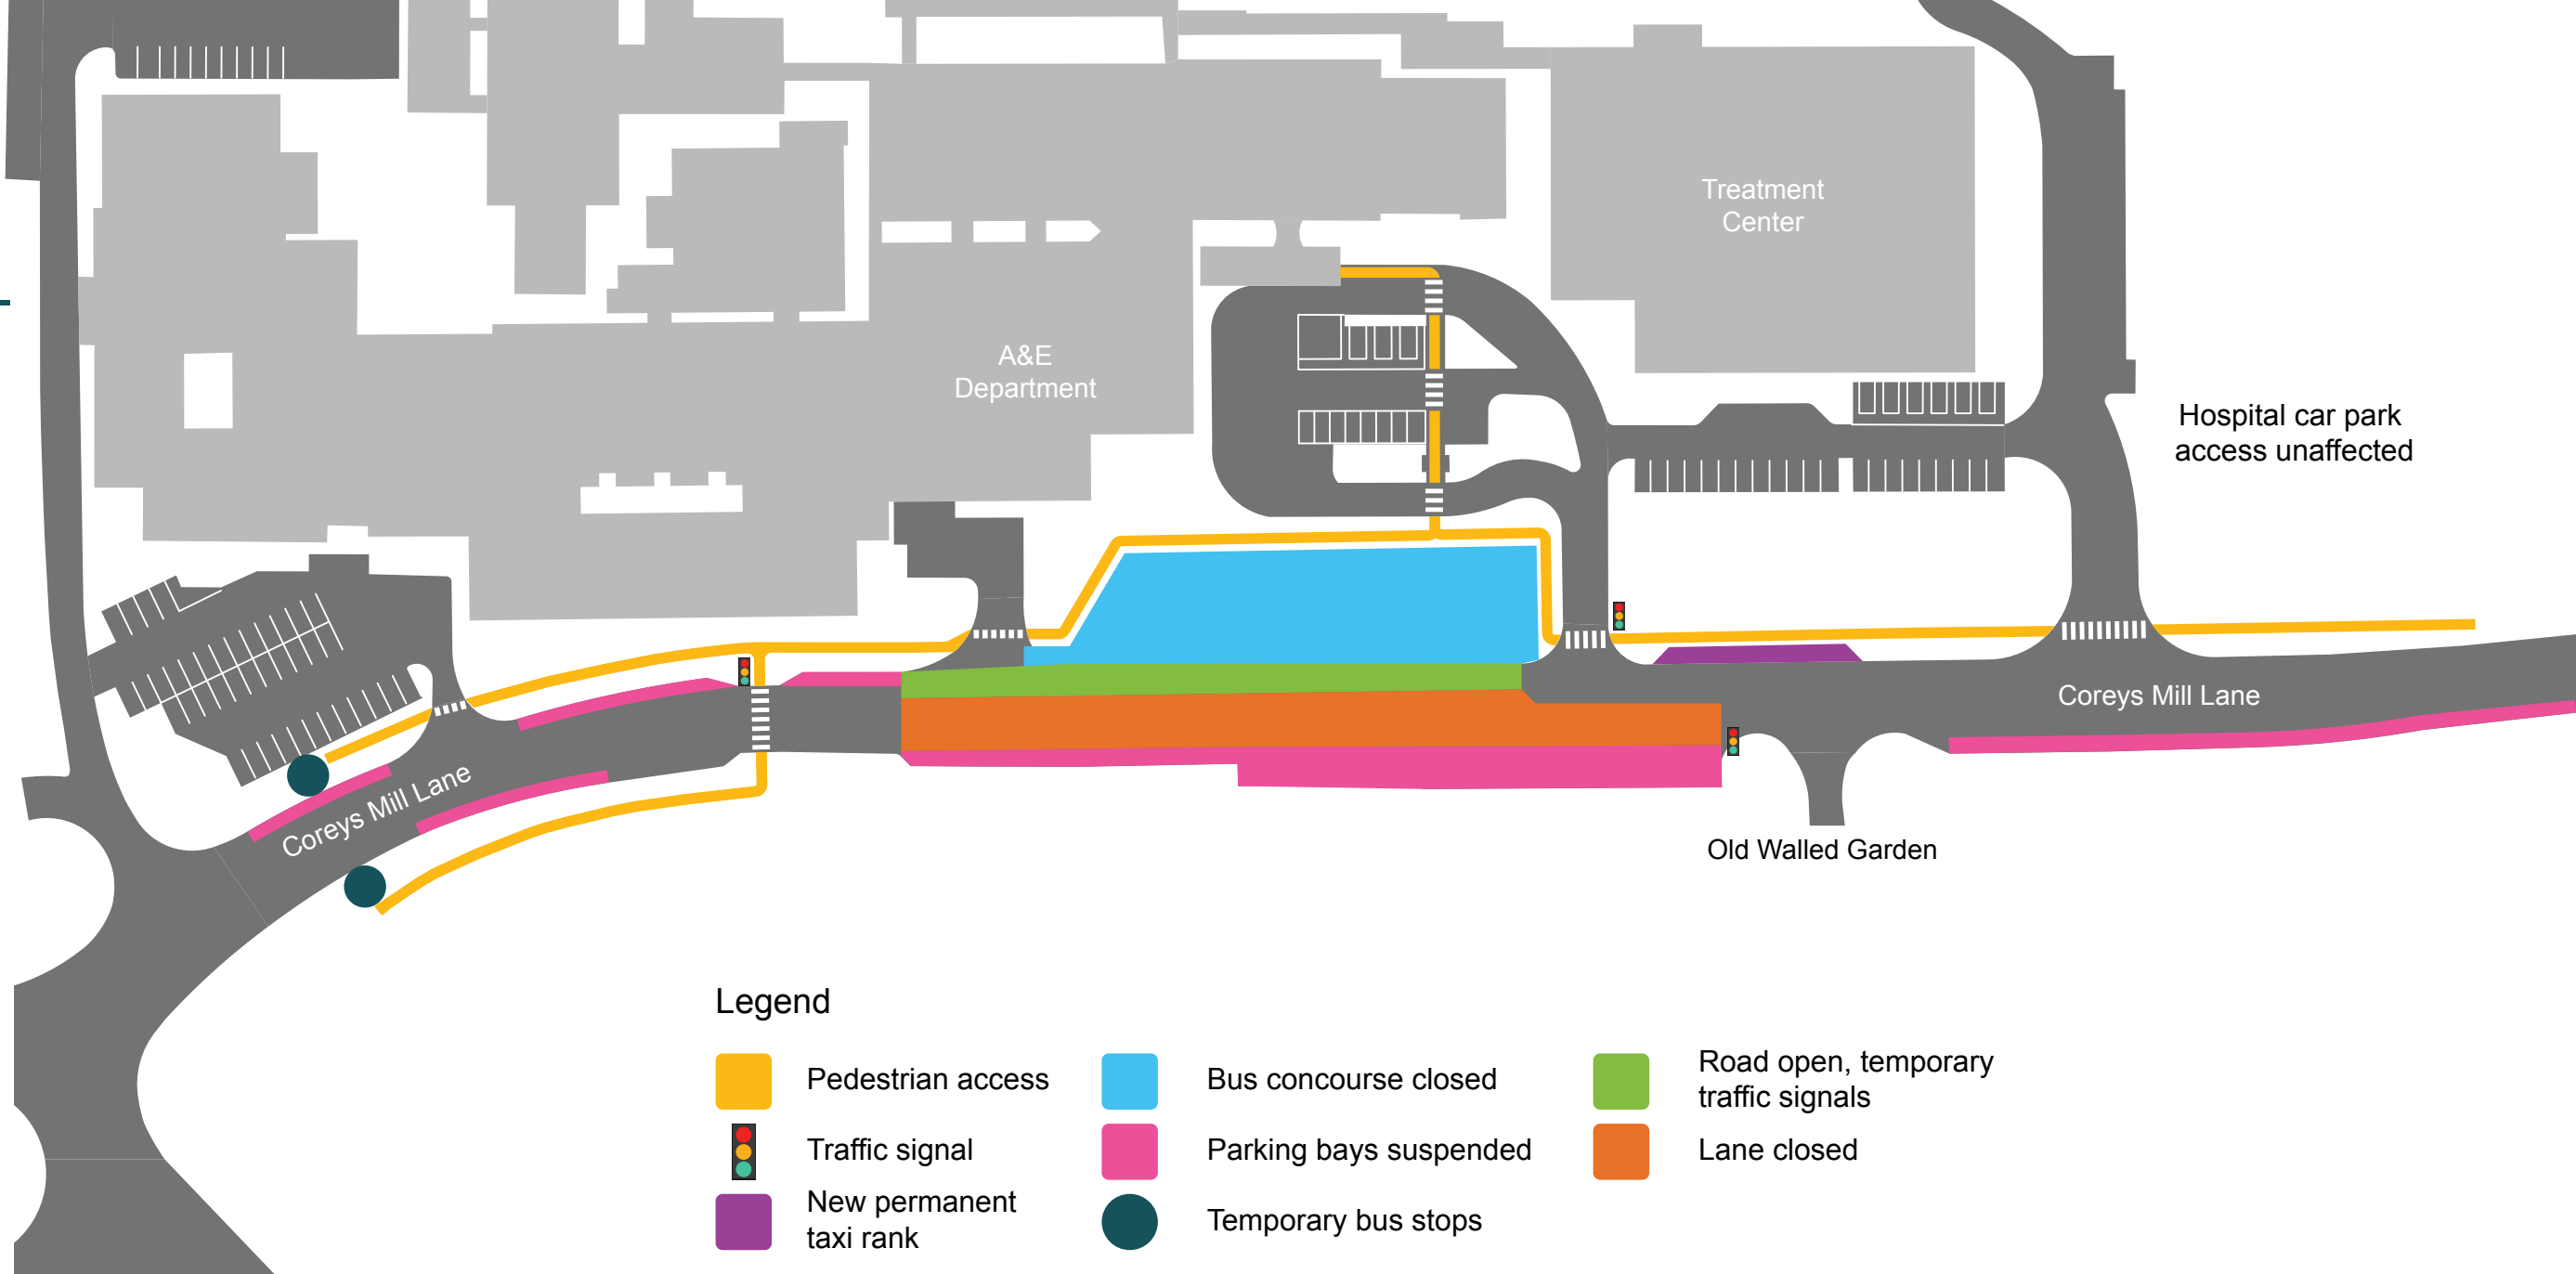 Treatment
Center
A&E
Department
Hospital car park
access unaffected
Coreys Mill Lane
Coreys Mill Lane
Old Walled Garden
Legend
Pedestrian access
Bus concourse closed
Road open, temporary
traffic signals
Traffic signal
Parking bays suspended
Lane closed
New permanent
taxi rank
Temporary bus stops